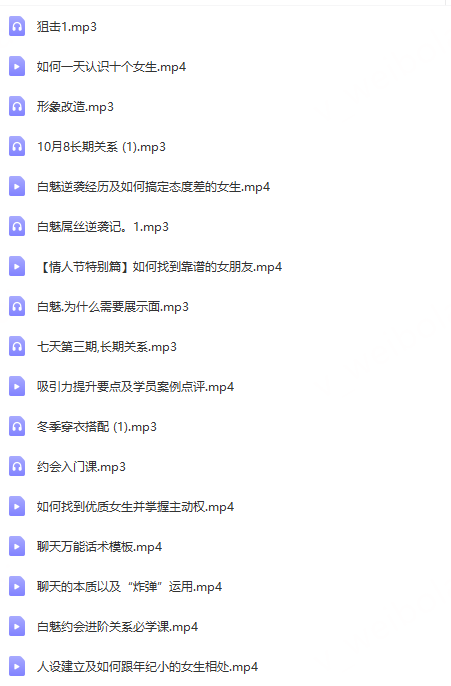 狙击1.mp3
如何一天认识十个女生.mp4
形象改造.mp3
10月8长期关系 (1).mp3
白魅逆袭经历及如何搞定态度差的女生.mp4
白魅屌丝逆袭记。1.mp3
【情人节特别篇】如何找到靠谱的女朋友.mp4
白魅.为什么需要展示面.mp3
七天第三期,长期关系.mp3
吸引力提升要点及学员案例点评.mp4
冬季穿衣搭配 (1).mp3
约会入门课.mp3
如何找到优质女生并掌握主动权.mp4
聊天万能话术模板.mp4
聊天的本质以及“炸弹”运用.mp4
白魅约会进阶关系必学课.mp4
人设建立及如何跟年纪小的女生相处.mp4